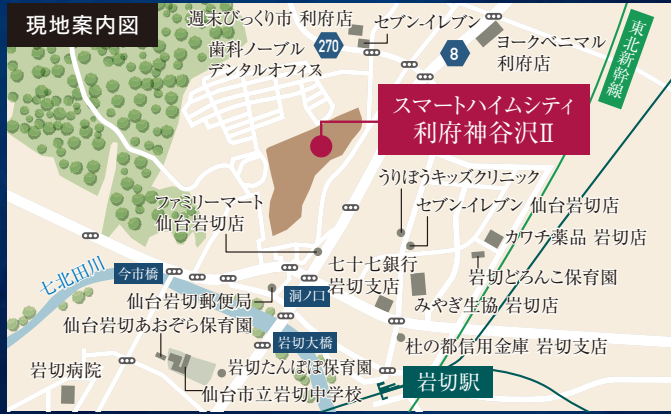 現地案内図
週末びっくり市 利府店
セブン-イレブン
270
8
ヨークベニマル
利府店
歯科ノーブル
デンタルオフィス
東北新幹線
スマートハイムシティ
利府神谷沢Ⅱ
うりぼうキッズクリニック
ファミリーマート
仙台岩切店
セブン-イレブン 仙台岩切店
カワチ薬品 岩切店
七北田川
今市橋
洞ノ口
七十七銀行
岩切支店
岩切どろんこ保育園
仙台岩切郵便局
みやぎ生協 岩切店
仙台岩切あおぞら保育園
岩切大橋
杜の都信用金庫 岩切支店
岩切病院
岩切たんぽぽ保育園
仙台市立岩切中学校
岩切駅